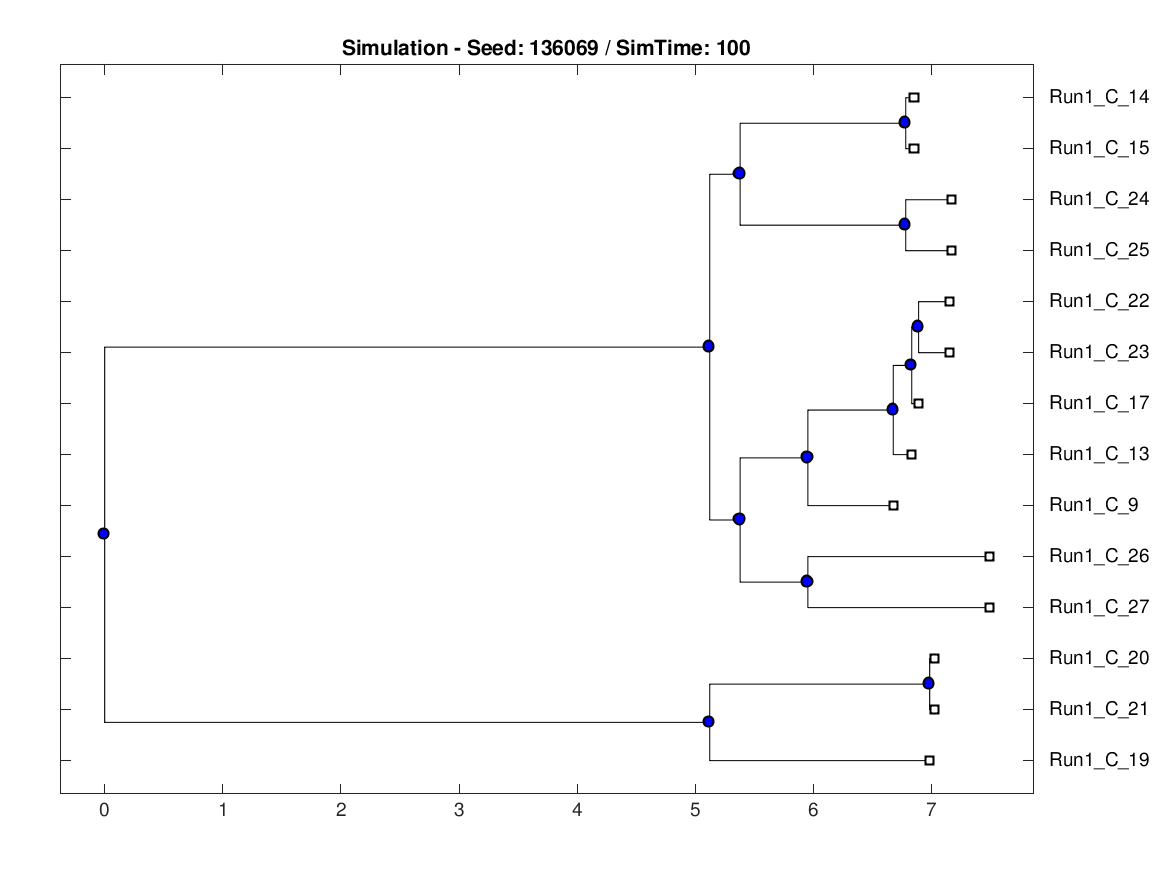 Simulation - Seed: 136069 / SimTime: 100
Run1_C_14
Run1_C_15
Run1_C_24
Run1_C_25
Run1_C_22
Run1_C_23
Run1_C_17
Run1_C_13
Run1_C_9
Run1_C_26
Run1_C_27
Run1_C_20
Run1_C_21
Run1_C_19
0 1 2 3 4 5 6 7